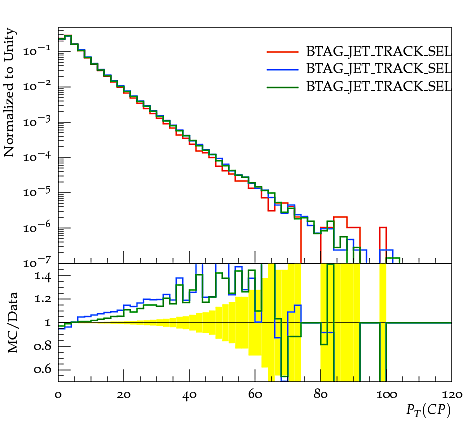 Normalized to Unity
BTAG_JET_TRACK_SEL
BTAG_JET_TRACK_SEL
BTAG_JET_TRACK_SEL
10⁻¹
10⁻²
10⁻³
10⁻⁴
10⁻⁵
10⁻⁶
10⁻⁷
MC/Data
1.4
1.2
1
0.8
0.6
0 20 40 60 80 100 120
P_T(CP)